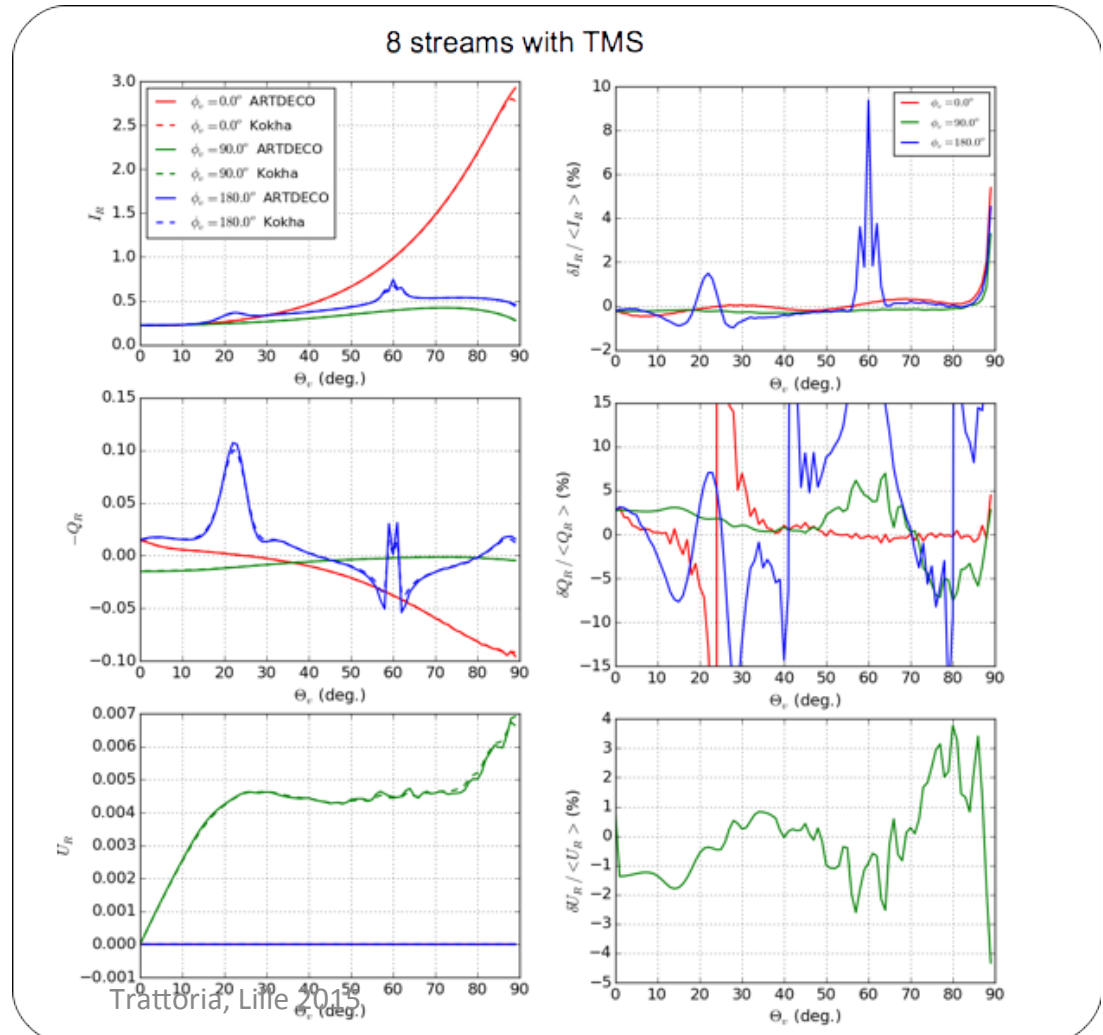 8 streams with TMS
3.0
2.5
2.0
1.5
1.0
0.5
0.0
I_R
ϕ_v = 0.0° ARTDECO
ϕ_v = 0.0° Kokha
ϕ_v = 90.0° ARTDECO
ϕ_v = 90.0° Kokha
ϕ_v = 180.0° ARTDECO
ϕ_v = 180.0° Kokha
0 10 20 30 40 50 60 70 80 90
Θ_v (deg.)
10
8
6
4
2
0
−2
δI_R / <I_R> (%)
ϕ_v = 0.0°
ϕ_v = 90.0°
ϕ_v = 180.0°
0 10 20 30 40 50 60 70 80 90
Θ_v (deg.)
0.15
0.10
0.05
0.00
−0.05
−0.10
−Q_R
0 10 20 30 40 50 60 70 80 90
Θ_v (deg.)
15
10
5
0
−5
−10
−15
δQ_R / <Q_R> (%)
0 10 20 30 40 50 60 70 80 90
Θ_v (deg.)
0.007
0.006
0.005
0.004
0.003
0.002
0.001
0.000
−0.001
U_R
0 10 20 30 40 50 60 70 80 90
Θ_v (deg.)
4
3
2
1
0
−1
−2
−3
−4
−5
δU_R / <U_R> (%)
0 10 20 30 40 50 60 70 80 90
Θ_v (deg.)
Trattoria, Lille 2015